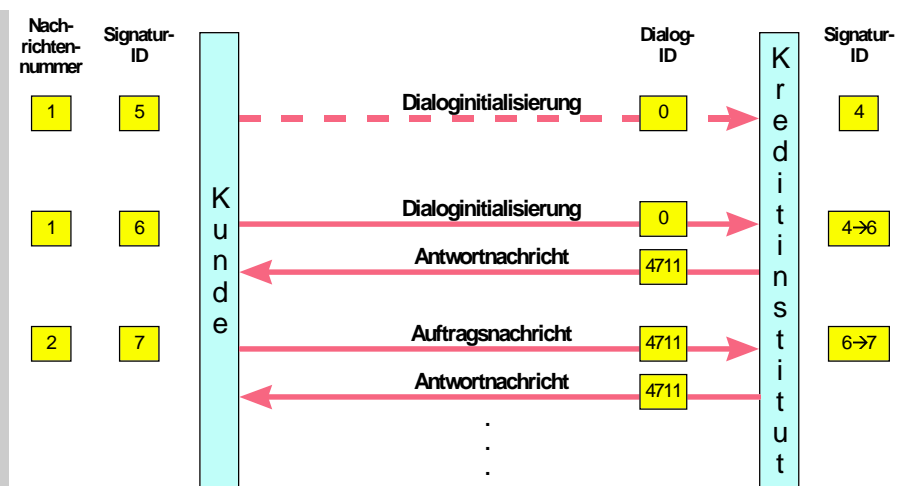 Nach-
richten-
nummer
Signatur-
ID
Dialog-
ID
Signatur-
ID
Kunde
Kreditinstitut
1
5
Dialoginitialisierung
0
4
1
6
Dialoginitialisierung
0
4→6
Antwortnachricht
4711
2
7
Auftragsnachricht
4711
6→7
Antwortnachricht
4711
.
.
.